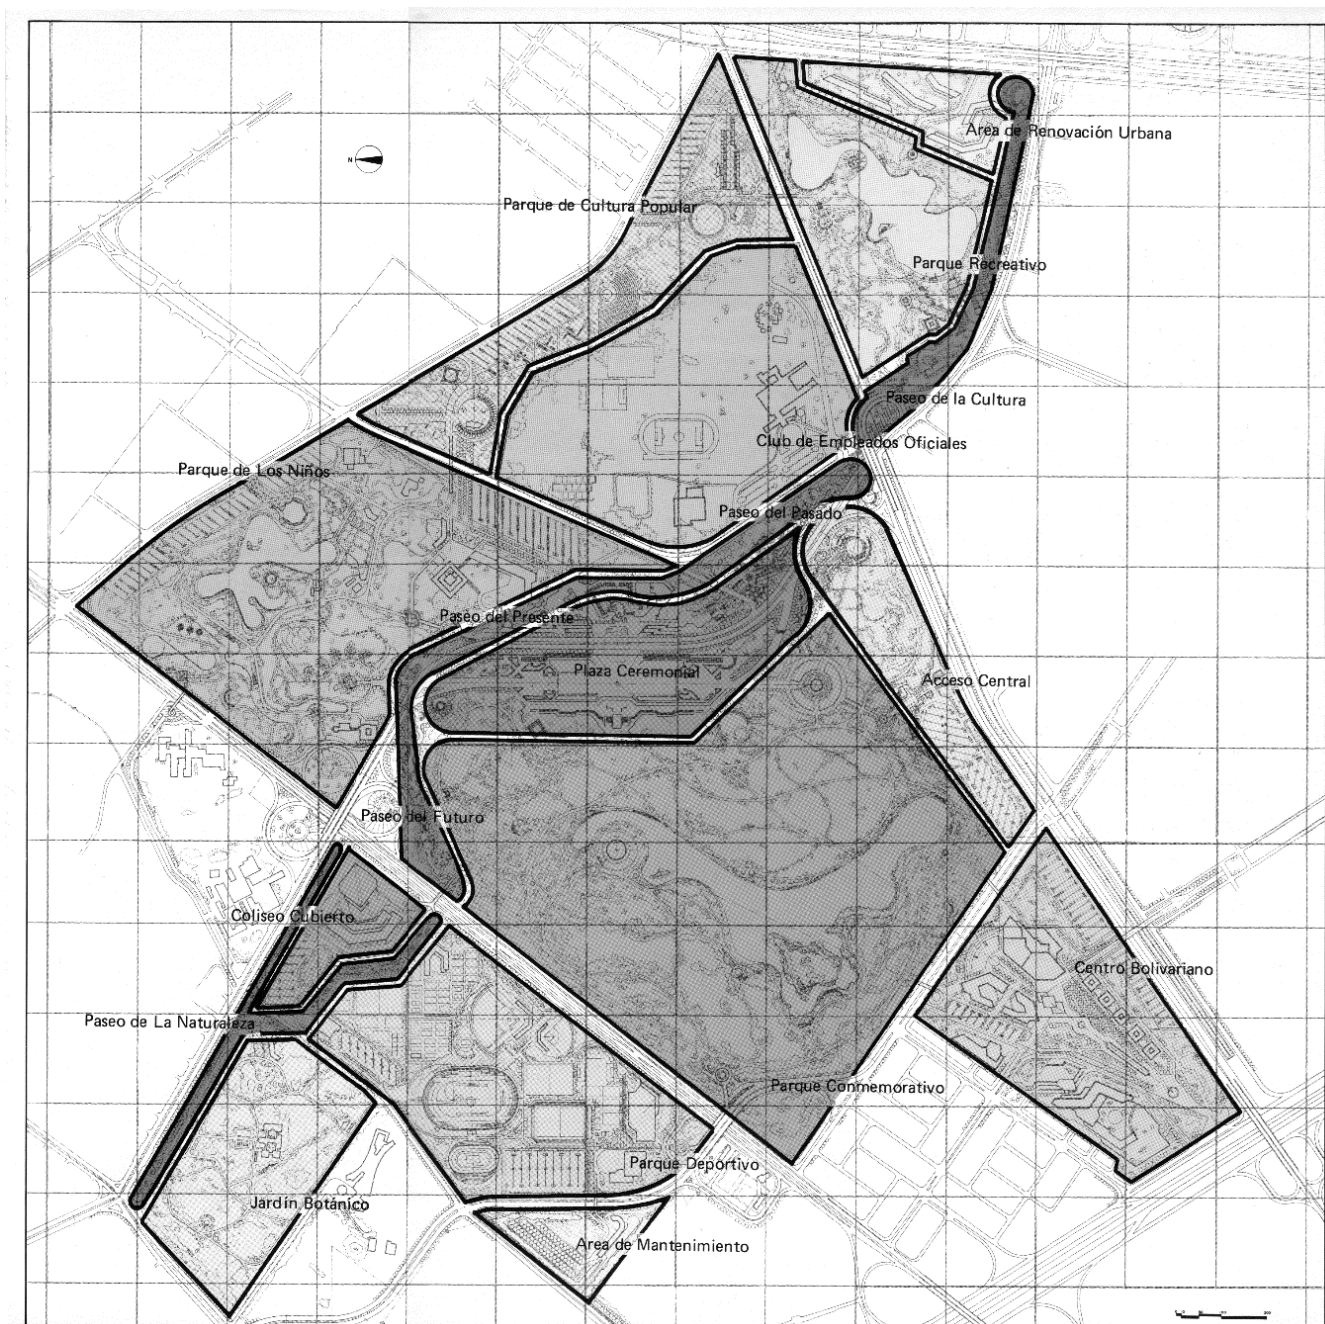 Area de Renovación Urbana
N
Parque de Cultura Popular
Parque Recreativo
Paseo de la Cultura
Club de Empleados Oficiales
Parque de Los Niños
Paseo del Pasado
Paseo del Presente
Plaza Ceremonial
Acceso Central
Paseo del Futuro
Coliseo Cubierto
Centro Bolivariano
Paseo de La Naturaleza
Parque Conmemorativo
Parque Deportivo
Jardín Botánico
Area de Mantenimiento